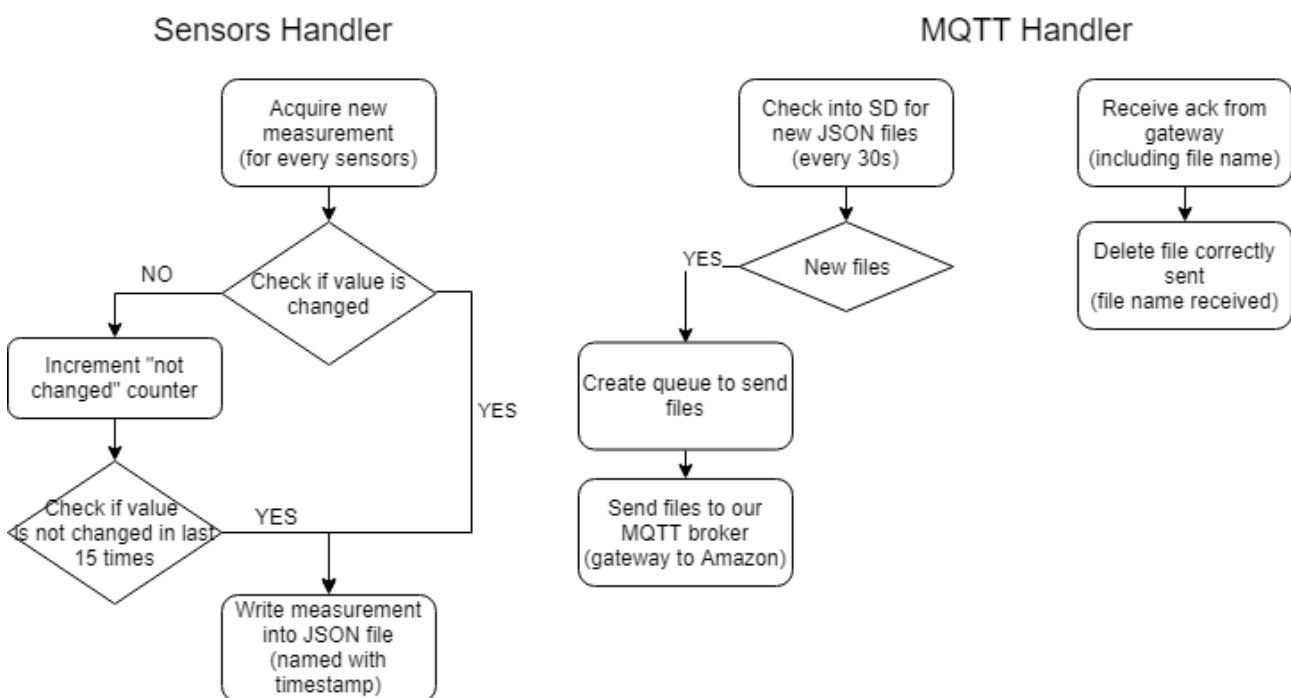 Sensors Handler
Acquire new
measurement
(for every sensors)
Check if value is
changed
NO
YES
Increment "not
changed" counter
Check if value
is not changed in last
15 times
YES
Write measurement
into JSON file
(named with
timestamp)
MQTT Handler
Check into SD for
new JSON files
(every 30s)
New files
YES
Create queue to send
files
Send files to our
MQTT broker
(gateway to Amazon)
Receive ack from
gateway
(including file name)
Delete file correctly
sent
(file name received)